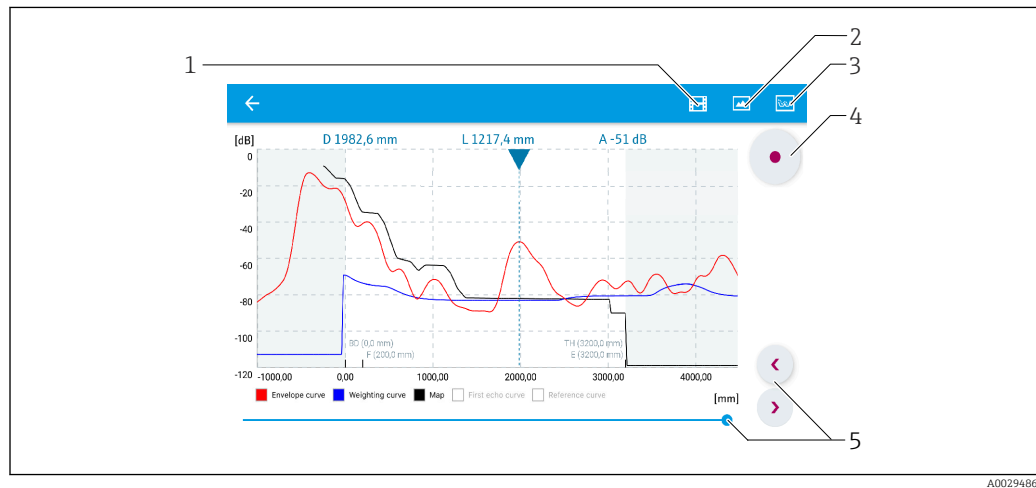 1
2
3
4
[dB]
D 1982,6 mm L 1217,4 mm A -51 dB
0
-20
-40
-60
-80
-100
BD (0,0 mm) TH (3200,0 mm)
F (200,0 mm) E (3200,0 mm)
-120 -1000,00 0,00 1000,00 2000,00 3000,00 4000,00
Envelope curve Weighting curve Map First echo curve Reference curve [mm]
5
A0029486